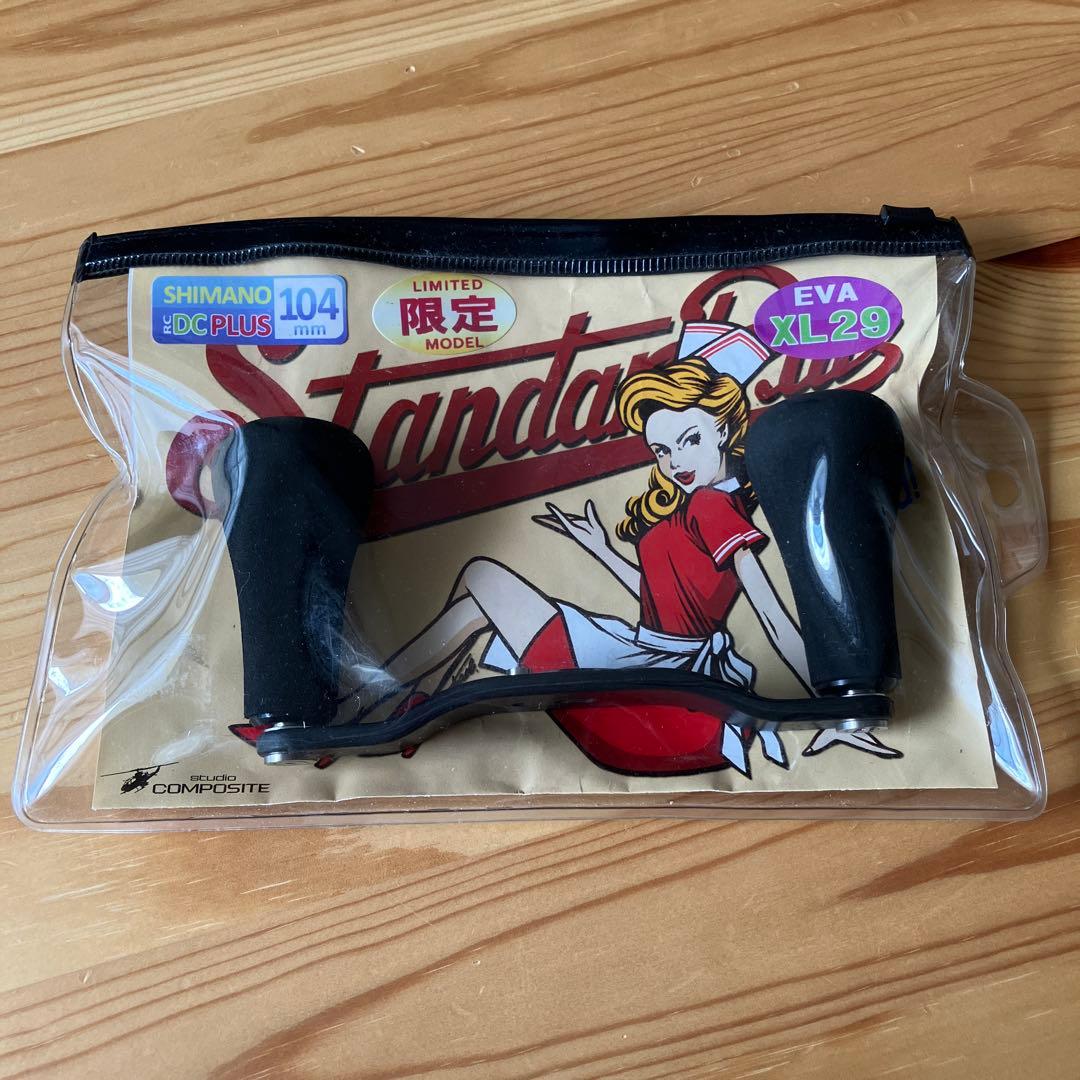 SHIMANO
RC DC PLUS
104
mm
LIMITED
限定
MODEL
EVA
XL29
studio
COMPOSITE